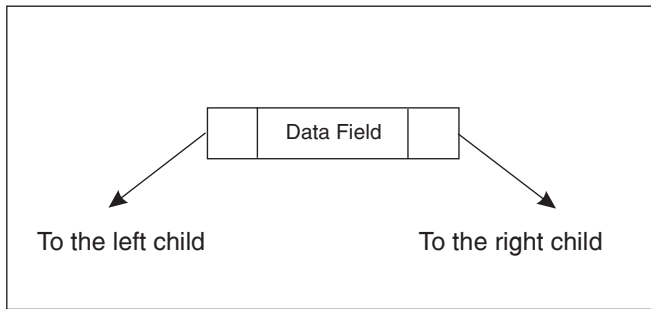 Data Field
To the left child
To the right child